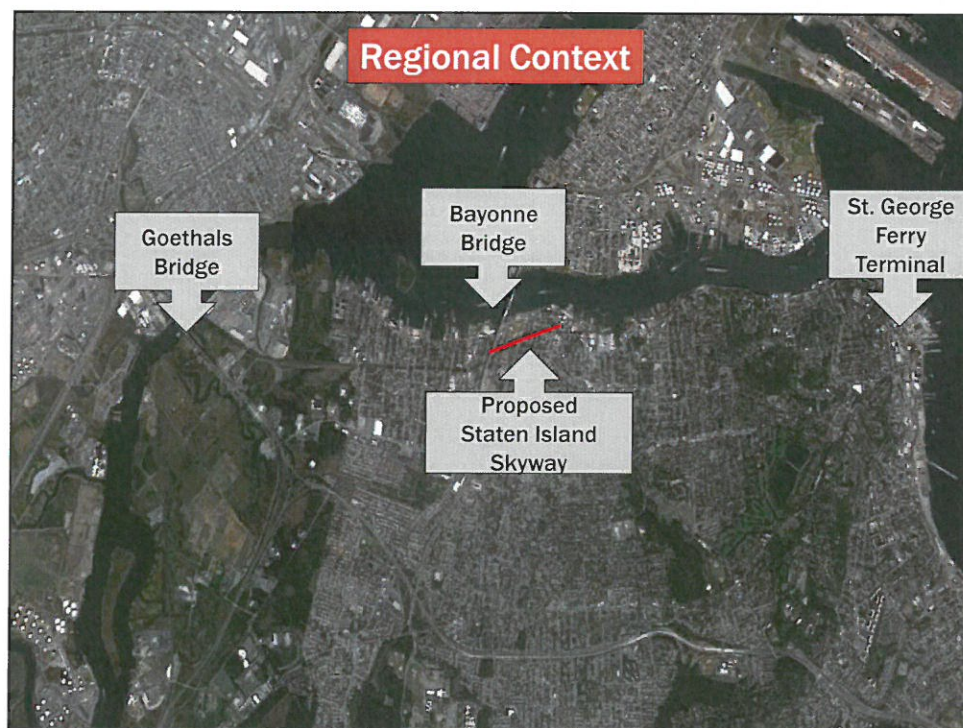 Regional Context
Goethals
Bridge
Bayonne
Bridge
St. George
Ferry
Terminal
Proposed
Staten Island
Skyway